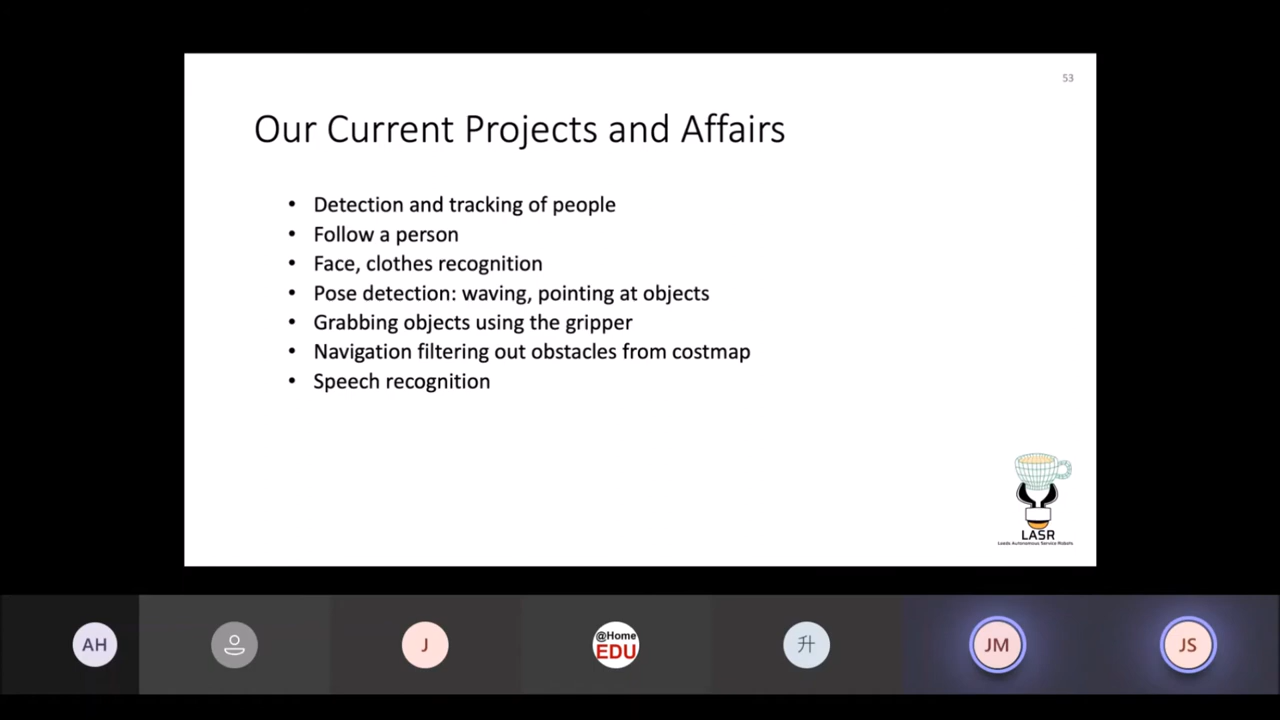 53
Our Current Projects and Affairs
• Detection and tracking of people
• Follow a person
• Face, clothes recognition
• Pose detection: waving, pointing at objects
• Grabbing objects using the gripper
• Navigation filtering out obstacles from costmap
• Speech recognition
LASR
Leeds Autonomous Service Robots
AH
J
@Home
EDU
升
JM
JS